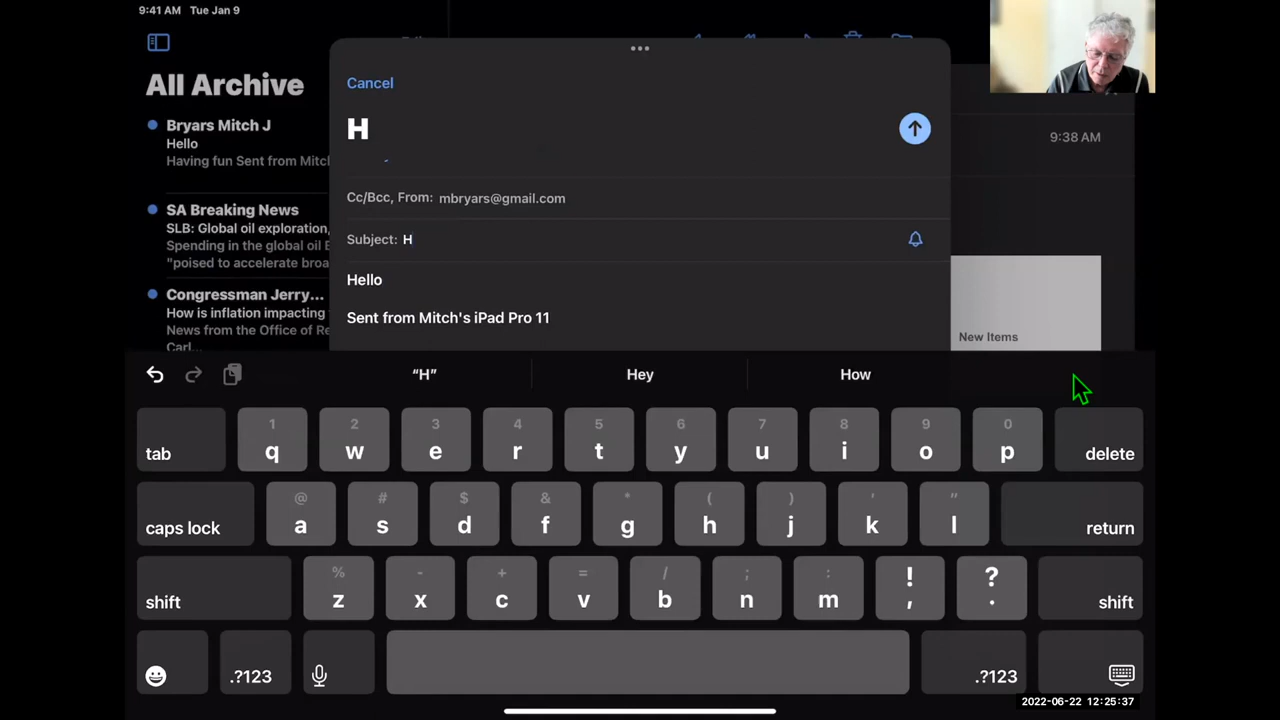 9:41 AM Tue Jan 9
All Archive
Bryars Mitch J
Hello
Having fun Sent from Mitch
SA Breaking News
SLB: Global oil exploration,
Spending in the global oil
"poised to accelerate broa
Congressman Jerry...
How is inflation impacting
News from the Office of Re
Carl...
Cancel
H
Cc/Bcc, From: mbryars@gmail.com
Subject: H
Hello
Sent from Mitch's iPad Pro 11
9:38 AM
New Items
“H” Hey How
1 2 3 4 5 6 7 8 9 0
tab q w e r t y u i o p delete
@ # $ & * ( ) ' "
caps lock a s d f g h j k l return
% - + = / ; : ! ?
shift z x c v b n m , . shift
.?123 .?123
2022-06-22 12:25:37